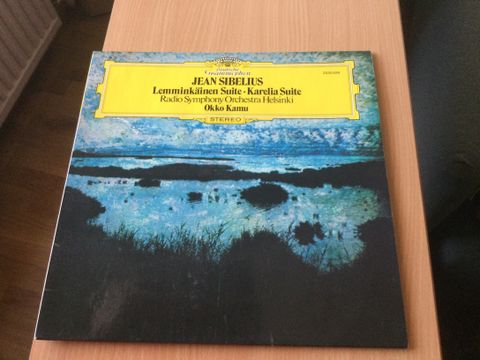 Deutsche
Grammophon
JEAN SIBELIUS
Lemminkäinen Suite · Karelia Suite
Radio Symphony Orchestra Helsinki
Okko Kamu
STEREO